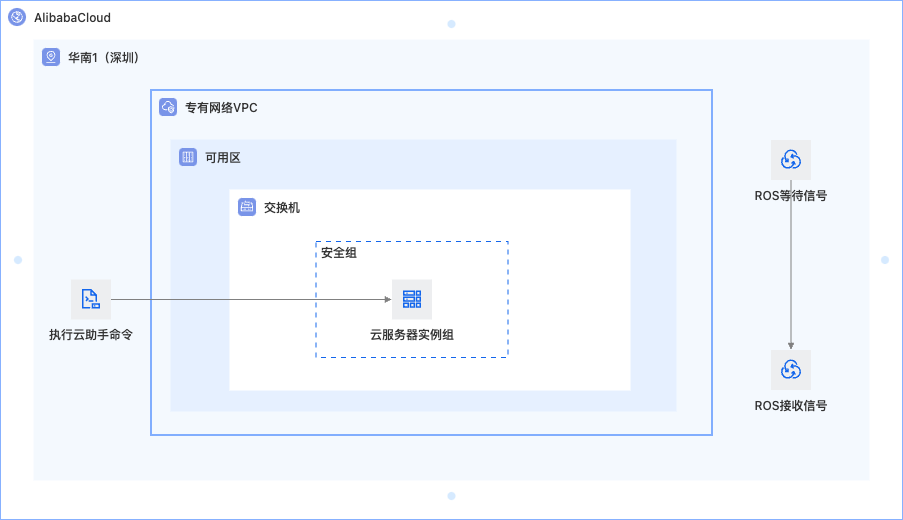 AlibabaCloud
华南1（深圳）
专有网络VPC
可用区
交换机
安全组
云服务器实例组
执行云助手命令
ROS等待信号
ROS接收信号